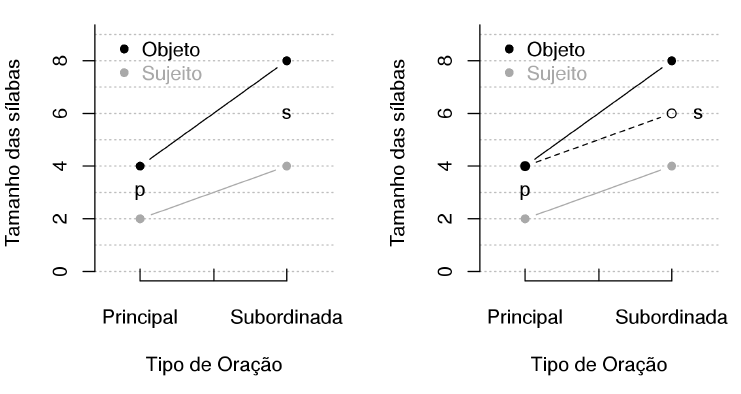 Objeto
Sujeito
8
6
4
2
0
Tamanho das sílabas
s
p
Principal
Subordinada
Tipo de Oração
Objeto
Sujeito
8
6
4
2
0
Tamanho das sílabas
s
p
Principal
Subordinada
Tipo de Oração